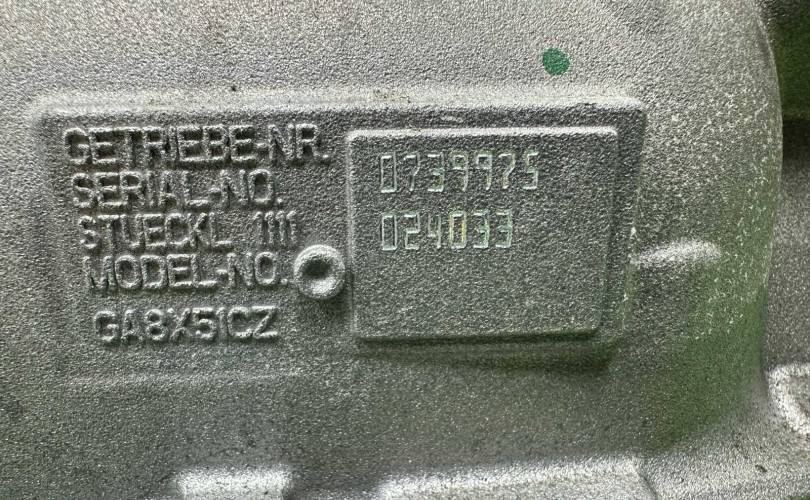 GETRIEBE-NR.
SERIAL-NO.
STUECKL 1111
MODEL-NO.
GA8X51CZ
0739975
024033